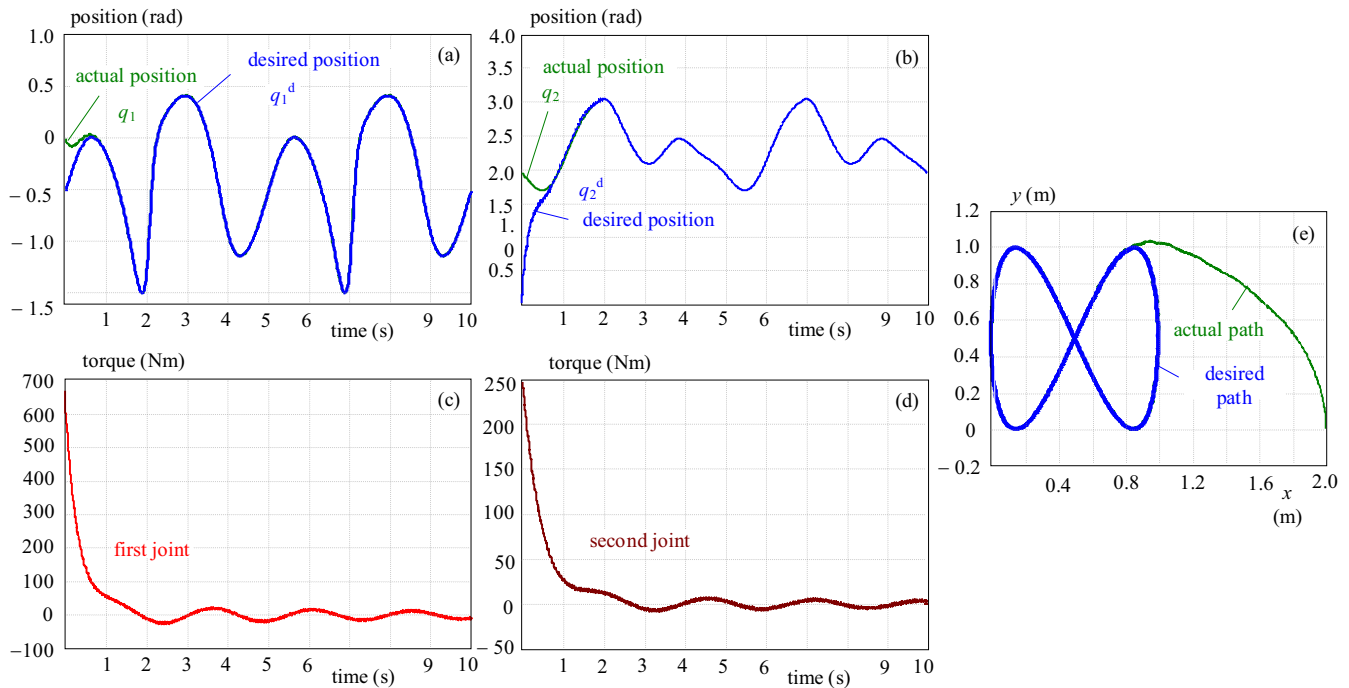 position (rad)
1.0
0.5
0
– 0.5
– 1.0
– 1.5
(a)
desired position
q₁ᵈ
actual position
q₁
1 2 3 4 5 6 9 10
time (s)
position (rad)
4.0
3.0
2.5
2.0
1.5
1.
0
0.5
(b)
actual position
q₂
q₂ᵈ
desired position
1 2 3 4 5 6 9 10
time (s)
torque (Nm)
700
600
500
400
300
200
100
0
–100
(c)
first joint
1 2 3 4 5 6 9 10
time (s)
torque (Nm)
250
200
150
100
50
0
– 50
(d)
second joint
1 2 3 4 5 6 9 10
time (s)
y (m)
1.2
1.0
0.8
0.6
0.4
0.2
0
– 0.2
(e)
actual path
desired
path
0.4 0.8 1.2 1.6 2.0
x
(m)